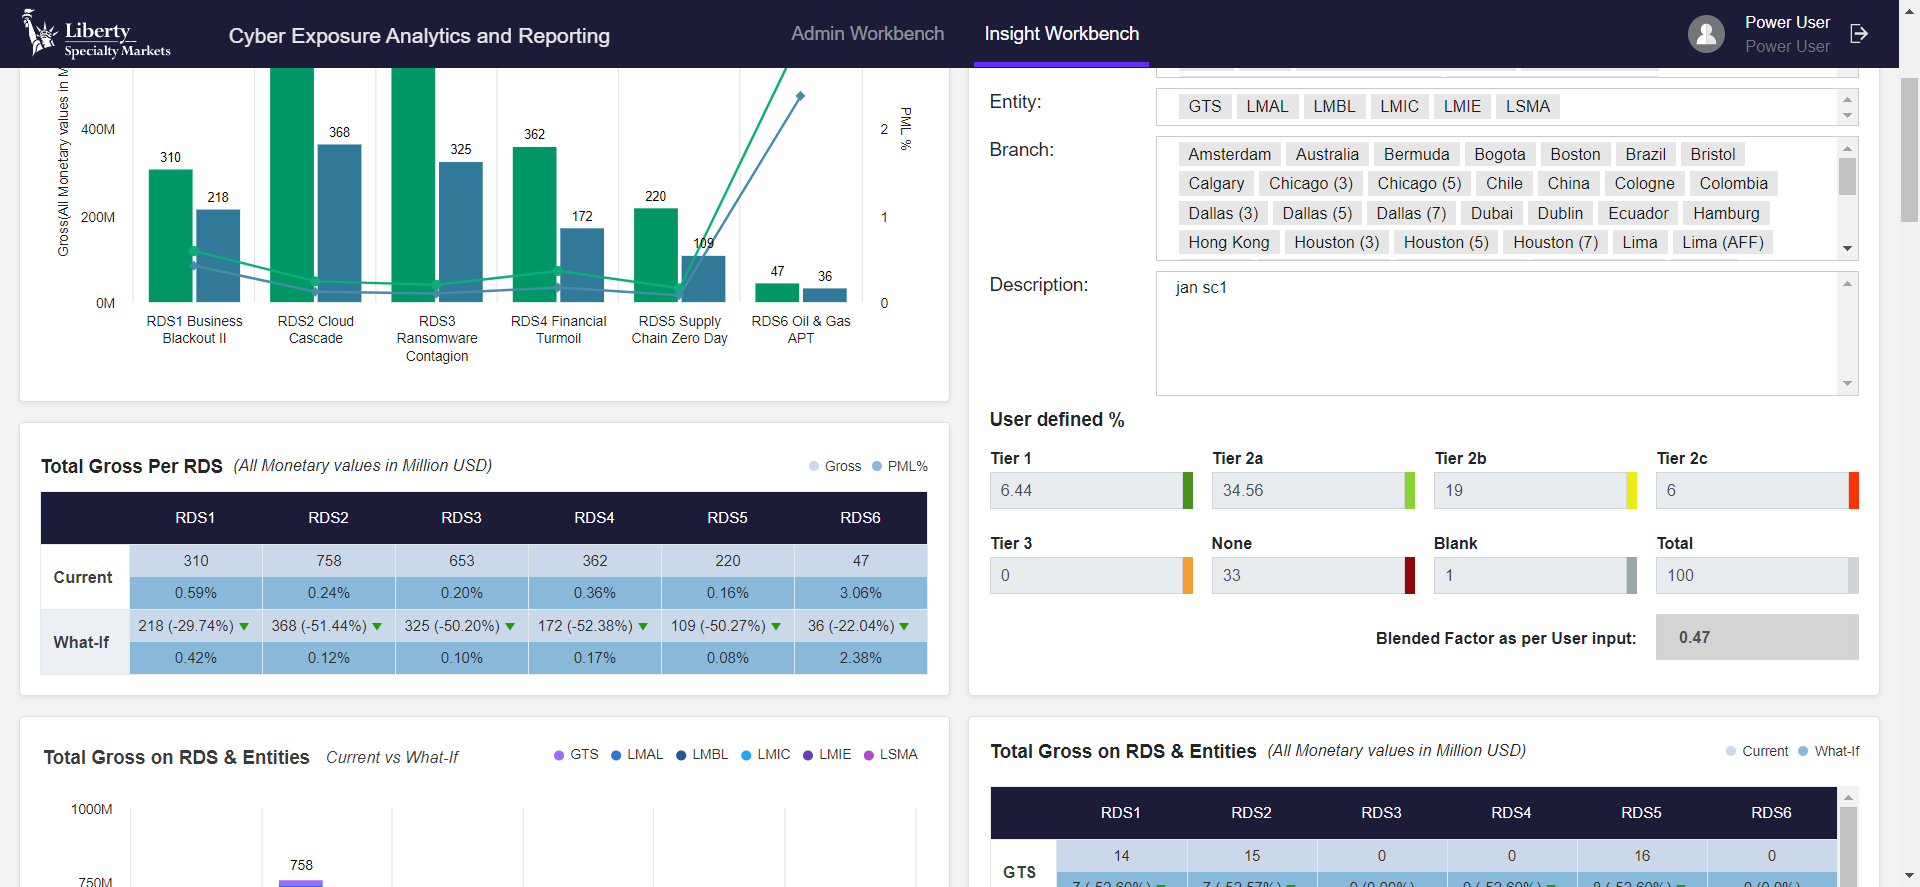 Liberty
Specialty Markets
Cyber Exposure Analytics and Reporting
Admin Workbench
Insight Workbench
Power User
Power User
Gross(All Monetary values in M
400M
200M
0M
310
218
368
325
362
172
220
109
47
36
2
1
0
PML %
RDS1 Business
Blackout II
RDS2 Cloud
Cascade
RDS3
Ransomware
Contagion
RDS4 Financial
Turmoil
RDS5 Supply
Chain Zero Day
RDS6 Oil & Gas
APT
Entity:
GTS LMAL LMBL LMIC LMIE LSMA
Branch:
Amsterdam Australia Bermuda Bogota Boston Brazil Bristol
Calgary Chicago (3) Chicago (5) Chile China Cologne Colombia
Dallas (3) Dallas (5) Dallas (7) Dubai Dublin Ecuador Hamburg
Hong Kong Houston (3) Houston (5) Houston (7) Lima Lima (AFF)
Description:
jan sc1
User defined %
Tier 1 Tier 2a Tier 2b Tier 2c
6.44 34.56 19 6
Tier 3 None Blank Total
0 33 1 100
Blended Factor as per User input: 0.47
Total Gross Per RDS (All Monetary values in Million USD)
Gross PML%
RDS1 RDS2 RDS3 RDS4 RDS5 RDS6
Current
310 758 653 362 220 47
0.59% 0.24% 0.20% 0.36% 0.16% 3.06%
What-If
218 (-29.74%) 368 (-51.44%) 325 (-50.20%) 172 (-52.38%) 109 (-50.27%) 36 (-22.04%)
0.42% 0.12% 0.10% 0.17% 0.08% 2.38%
Total Gross on RDS & Entities Current vs What-If
GTS LMAL LMBL LMIC LMIE LSMA
1000M
758
750M
Total Gross on RDS & Entities (All Monetary values in Million USD)
Current What-If
RDS1 RDS2 RDS3 RDS4 RDS5 RDS6
GTS
14 15 0 0 16 0